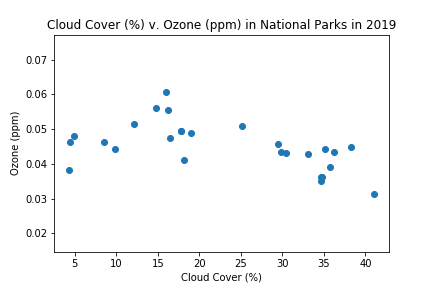 Cloud Cover (%) v. Ozone (ppm) in National Parks in 2019
Ozone (ppm)
0.07
0.06
0.05
0.04
0.03
0.02
5 10 15 20 25 30 35 40
Cloud Cover (%)